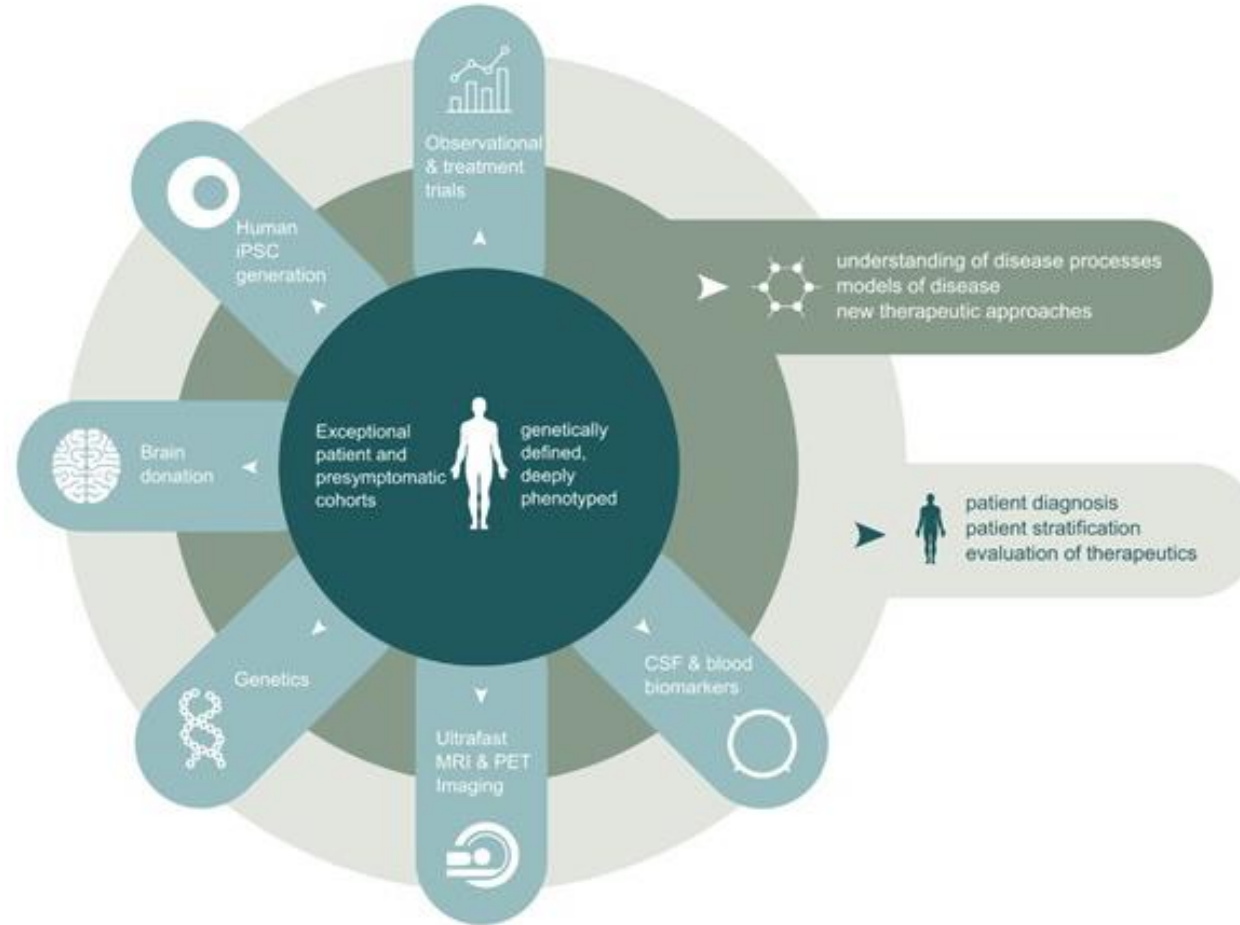 Observational
& treatment
trials
Human
iPSC
generation
understanding of disease processes
models of disease
new therapeutic approaches
Brain
donation
Exceptional
patient and
presymptomatic
cohorts
genetically
defined,
deeply
phenotyped
patient diagnosis
patient stratification
evaluation of therapeutics
Genetics
CSF & blood
biomarkers
Ultrafast
MRI & PET
Imaging